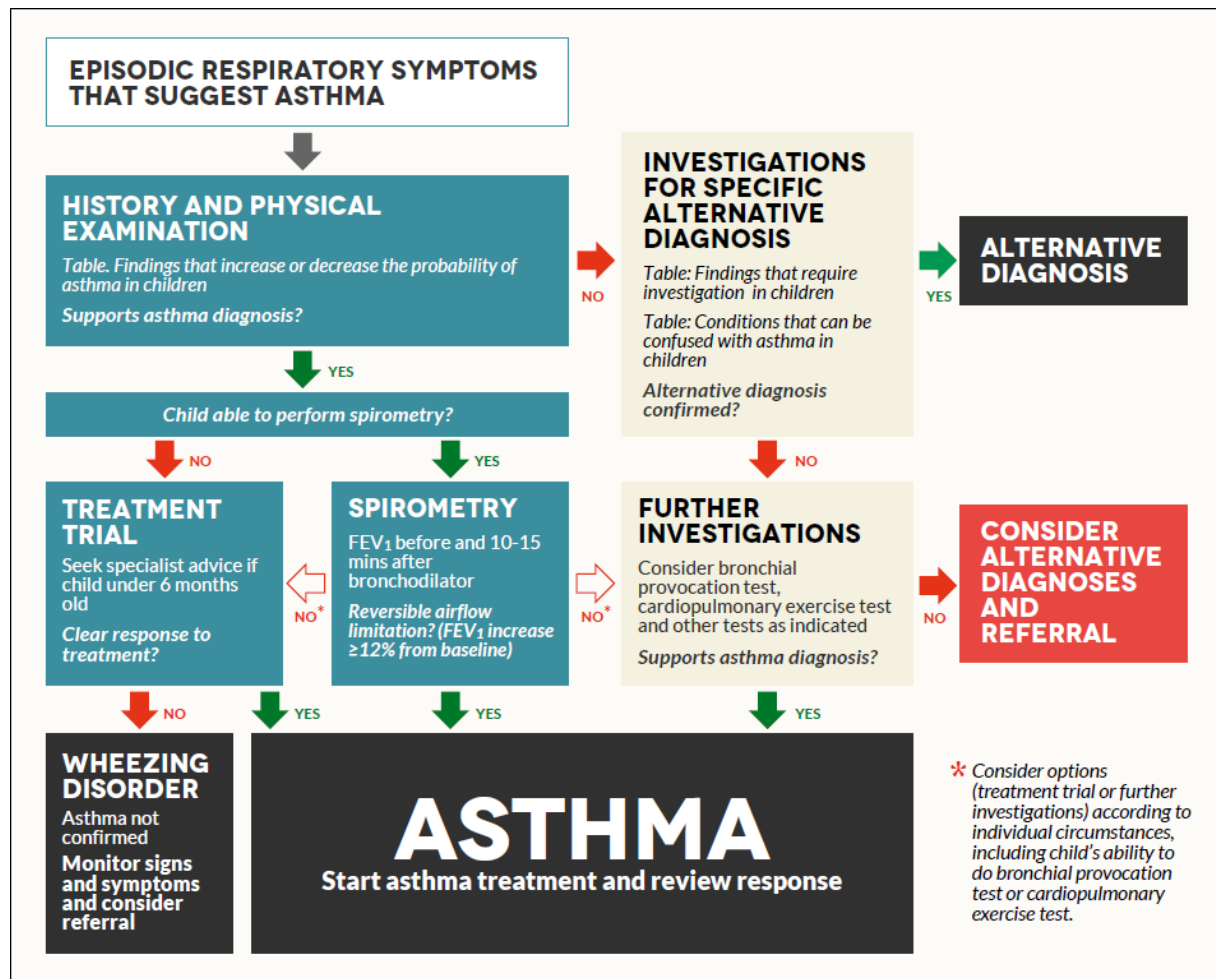 EPISODIC RESPIRATORY SYMPTOMS
THAT SUGGEST ASTHMA
HISTORY AND PHYSICAL
EXAMINATION
Table. Findings that increase or decrease the probability of
asthma in children
Supports asthma diagnosis?
NO
INVESTIGATIONS
FOR SPECIFIC
ALTERNATIVE
DIAGNOSIS
Table: Findings that require
investigation in children
Table: Conditions that can be
confused with asthma in
children
Alternative diagnosis
confirmed?
YES
ALTERNATIVE
DIAGNOSIS
YES
Child able to perform spirometry?
NO
YES
NO
TREATMENT
TRIAL
Seek specialist advice if
child under 6 months
old
Clear response to
treatment?
NO*
SPIROMETRY
FEV₁ before and 10-15
mins after
bronchodilator
Reversible airflow
limitation? (FEV₁ increase
≥12% from baseline)
NO*
FURTHER
INVESTIGATIONS
Consider bronchial
provocation test,
cardiopulmonary exercise test
and other tests as indicated
Supports asthma diagnosis?
NO
CONSIDER
ALTERNATIVE
DIAGNOSES
AND
REFERRAL
NO
YES
YES
YES
WHEEZING
DISORDER
Asthma not
confirmed
Monitor signs
and symptoms
and consider
referral
ASTHMA
Start asthma treatment and review response
* Consider options
(treatment trial or further
investigations) according to
individual circumstances,
including child's ability to
do bronchial provocation
test or cardiopulmonary
exercise test.